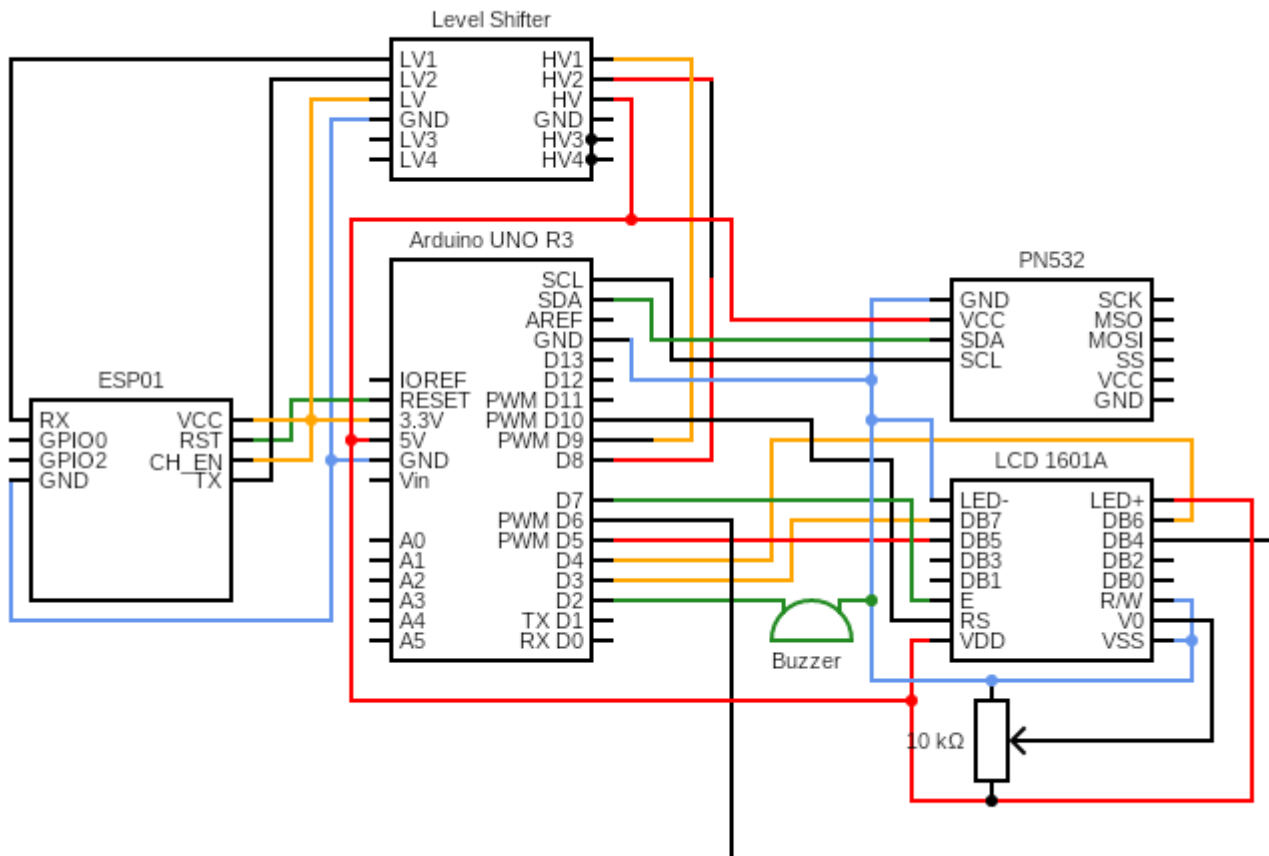 Level Shifter
LV1 HV1
LV2 HV2
LV HV
GND GND
LV3 HV3
LV4 HV4
Arduino UNO R3
SCL
SDA
AREF
GND
D13
IOREF D12
RESET PWM D11
3.3V PWM D10
5V PWM D9
GND D8
Vin
D7
PWM D6
A0 PWM D5
A1 D4
A2 D3
A3 D2
A4 TX D1
A5 RX D0
PN532
GND SCK
VCC MSO
SDA MOSI
SCL SS
VCC
GND
ESP01
RX VCC
GPIO0 RST
GPIO2 CH_EN
GND TX
LCD 1601A
LED- LED+
DB7 DB6
DB5 DB4
DB3 DB2
DB1 DB0
E R/W
RS V0
VDD VSS
Buzzer
10 kΩ